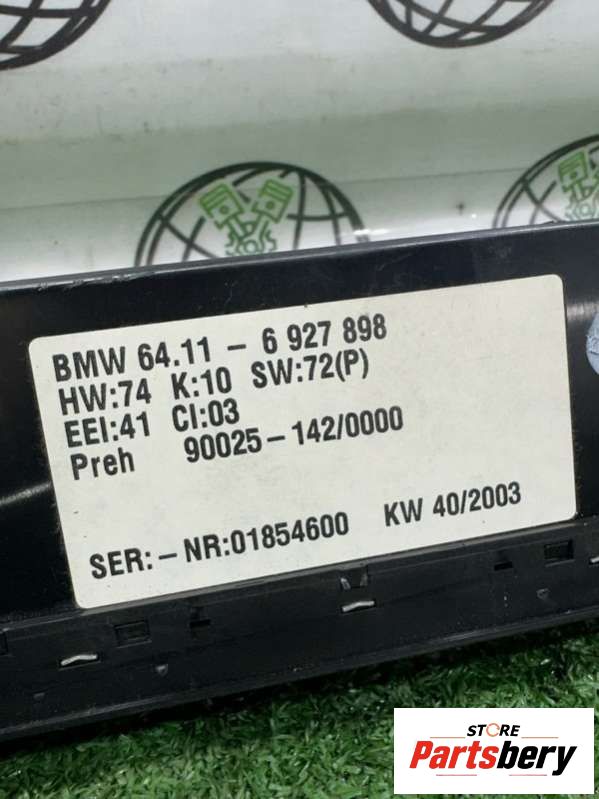 BMW 64.11 - 6 927 898
HW:74 K:10 SW:72(P)
EEI:41 CI:03
Preh 90025-142/0000
SER:-NR:01854600 KW 40/2003
STORE
Partsbery